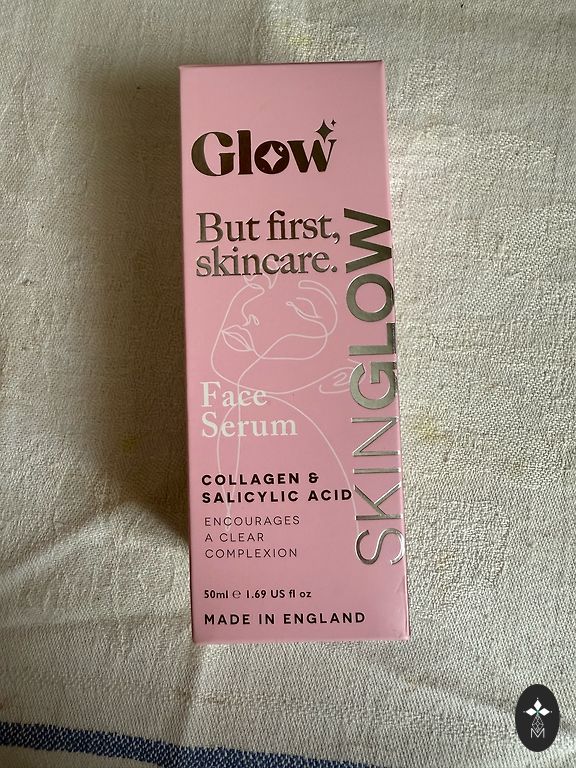 Glow
But first,
skincare.
SKINGLOW
Face
Serum
COLLAGEN &
SALICYLIC ACID
ENCOURAGES
A CLEAR
COMPLEXION
50ml ℮ 1.69 US fl oz
MADE IN ENGLAND
M